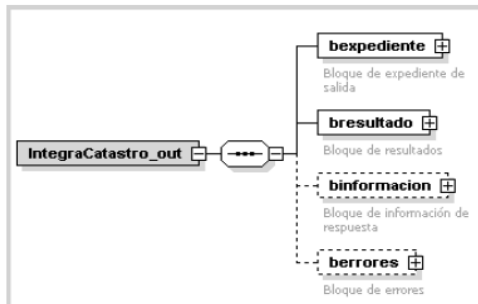 bexpediente
Bloque de expediente de
salida
bresultado
Bloque de resultados
IntegraCatastro_out
binformacion
Bloque de información de
respuesta
berrores
Bloque de errores